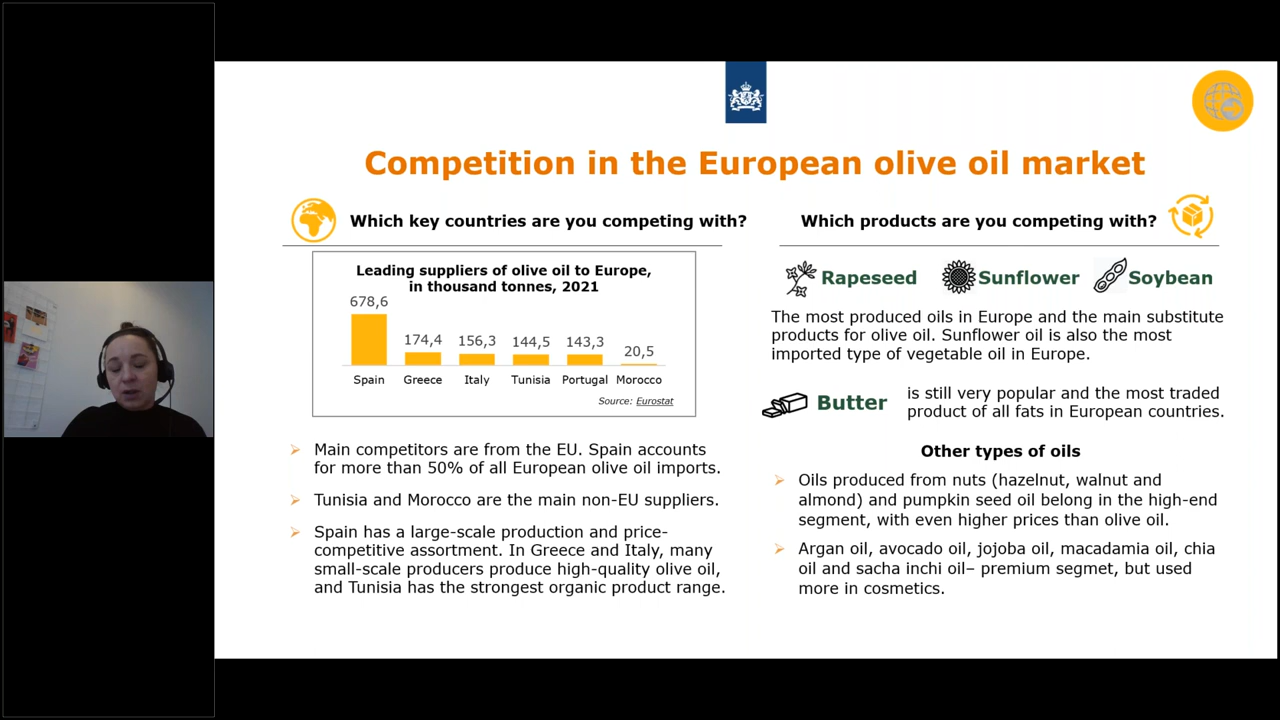 Competition in the European olive oil market
Which key countries are you competing with?
Leading suppliers of olive oil to Europe,
in thousand tonnes, 2021
678,6
174,4
156,3
144,5
143,3
20,5
Spain
Greece
Italy
Tunisia
Portugal
Morocco
Source: Eurostat
Main competitors are from the EU. Spain accounts
for more than 50% of all European olive oil imports.
Tunisia and Morocco are the main non-EU suppliers.
Spain has a large-scale production and price-
competitive assortment. In Greece and Italy, many
small-scale producers produce high-quality olive oil,
and Tunisia has the strongest organic product range.
Which products are you competing with?
Rapeseed
Sunflower
Soybean
The most produced oils in Europe and the main substitute
products for olive oil. Sunflower oil is also the most
imported type of vegetable oil in Europe.
Butter
is still very popular and the most traded
product of all fats in European countries.
Other types of oils
Oils produced from nuts (hazelnut, walnut and
almond) and pumpkin seed oil belong in the high-end
segment, with even higher prices than olive oil.
Argan oil, avocado oil, jojoba oil, macadamia oil, chia
oil and sacha inchi oil– premium segmet, but used
more in cosmetics.